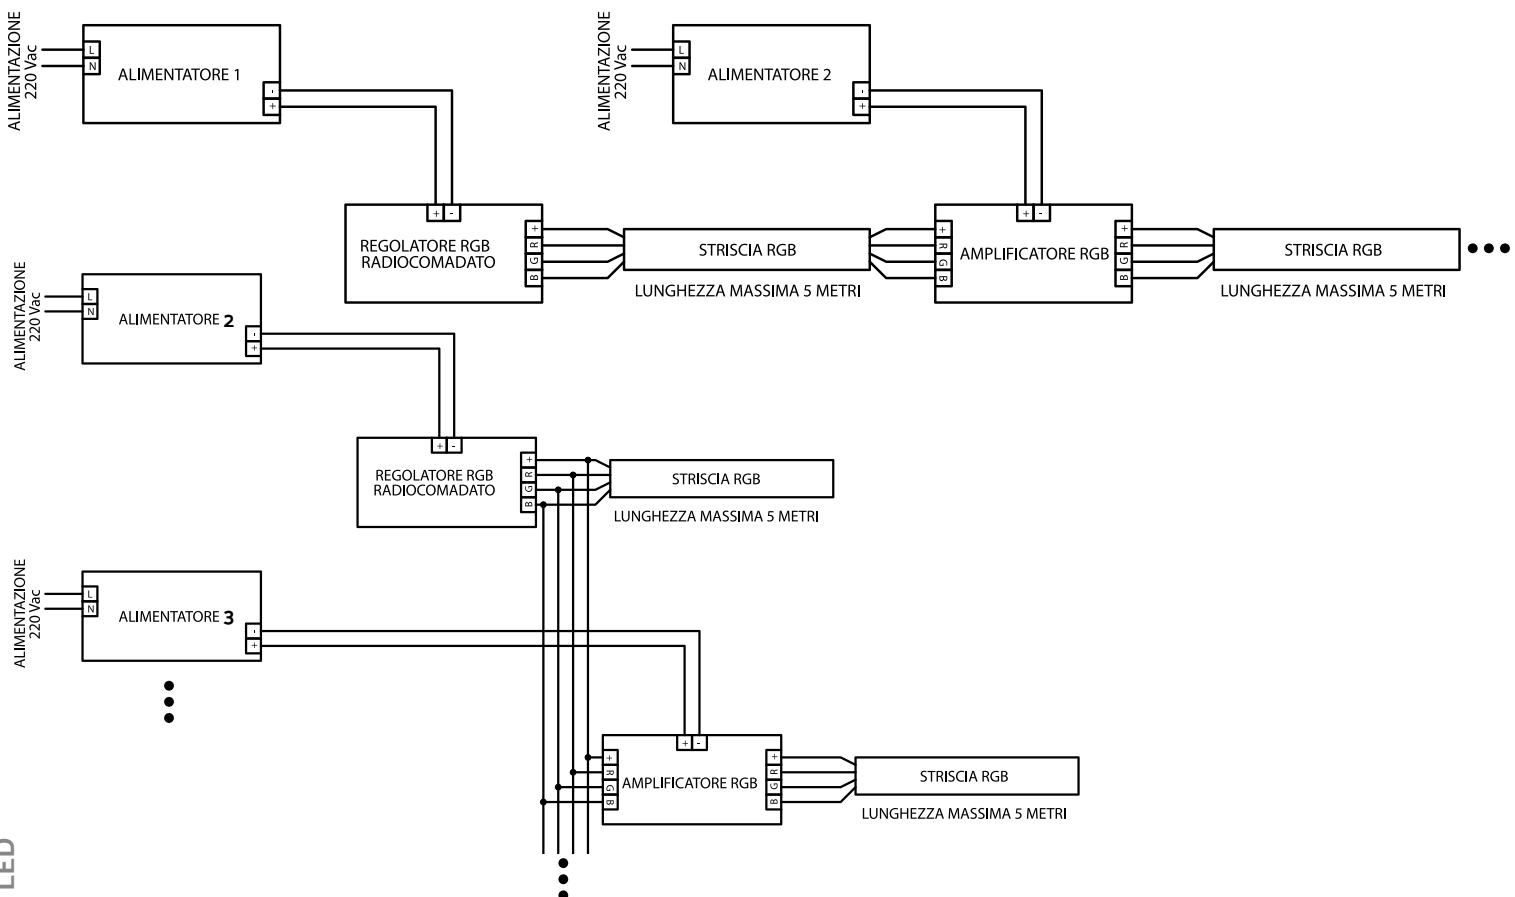 ALIMENTAZIONE
220 Vac
L
N
ALIMENTATORE 1
-
+
ALIMENTAZIONE
220 Vac
L
N
ALIMENTATORE 2
-
+
+ -
REGOLATORE RGB
RADIOCOMADATO
+
R
G
B
STRISCIA RGB
LUNGHEZZA MASSIMA 5 METRI
+ -
+
R
G
B
AMPLIFICATORE RGB
+
R
G
B
STRISCIA RGB
LUNGHEZZA MASSIMA 5 METRI
ALIMENTAZIONE
220 Vac
L
N
ALIMENTATORE 2
-
+
+ -
REGOLATORE RGB
RADIOCOMADATO
+
R
G
B
STRISCIA RGB
LUNGHEZZA MASSIMA 5 METRI
ALIMENTAZIONE
220 Vac
L
N
ALIMENTATORE 3
-
+
+ -
+
R
G
B
AMPLIFICATORE RGB
+
R
G
B
STRISCIA RGB
LUNGHEZZA MASSIMA 5 METRI
LED